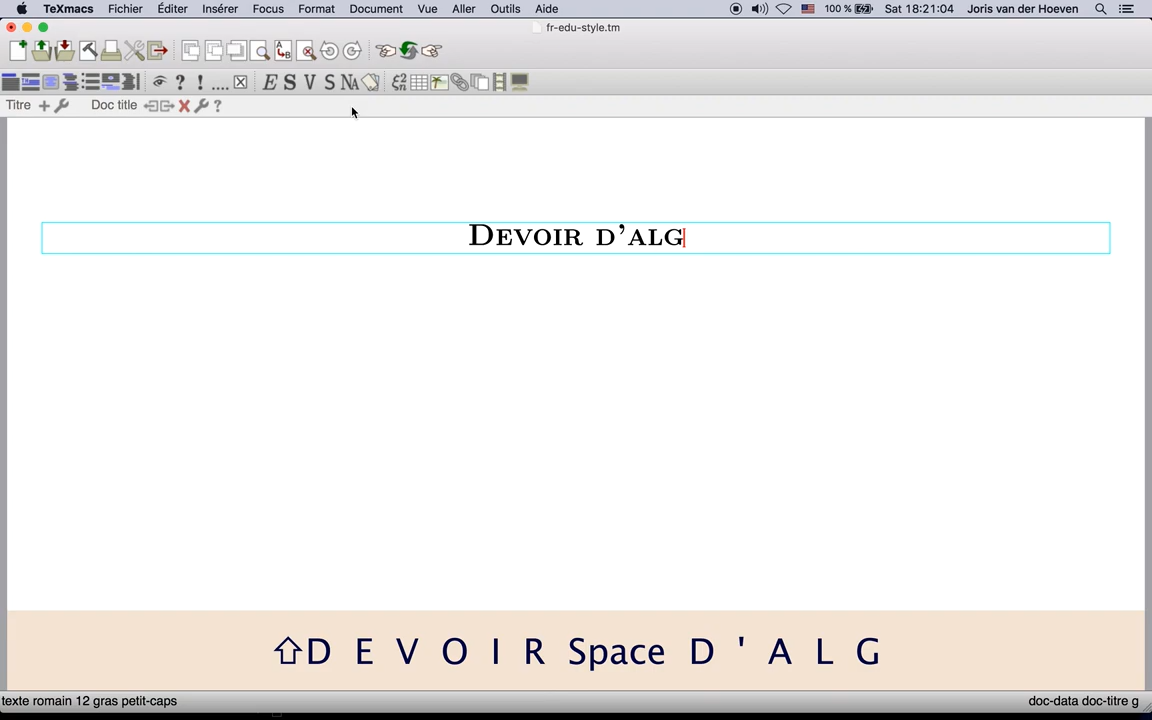 TeXmacs Fichier Éditer Insérer Focus Format Document Vue Aller Outils Aide 100 % Sat 18:21:04 Joris van der Hoeven
fr-edu-style.tm
E S V S NA
Titre Doc title
Devoir d'alg
⇧D E V O I R Space D ' A L G
texte romain 12 gras petit-caps doc-data doc-titre g